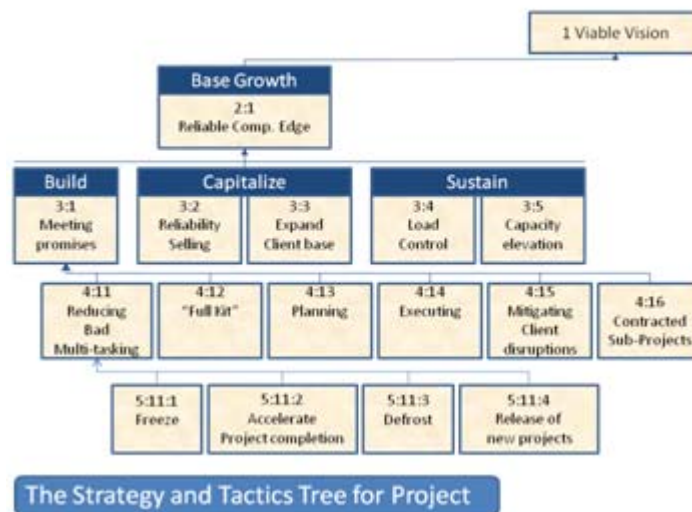 1 Viable Vision
Base Growth
2:1
Reliable Comp. Edge
Build
Capitalize
Sustain
3:1
Meeting
promises
3:2
Reliability
Selling
3:3
Expand
Client base
3:4
Load
Control
3:5
Capacity
elevation
4:11
Reducing
Bad
Multi-tasking
4:12
"Full Kit"
4:13
Planning
4:14
Executing
4:15
Mitigating
Client
disruptions
4:16
Contracted
Sub-Projects
5:11:1
Freeze
5:11:2
Accelerate
Project completion
5:11:3
Defrost
5:11:4
Release of
new projects
The Strategy and Tactics Tree for Project